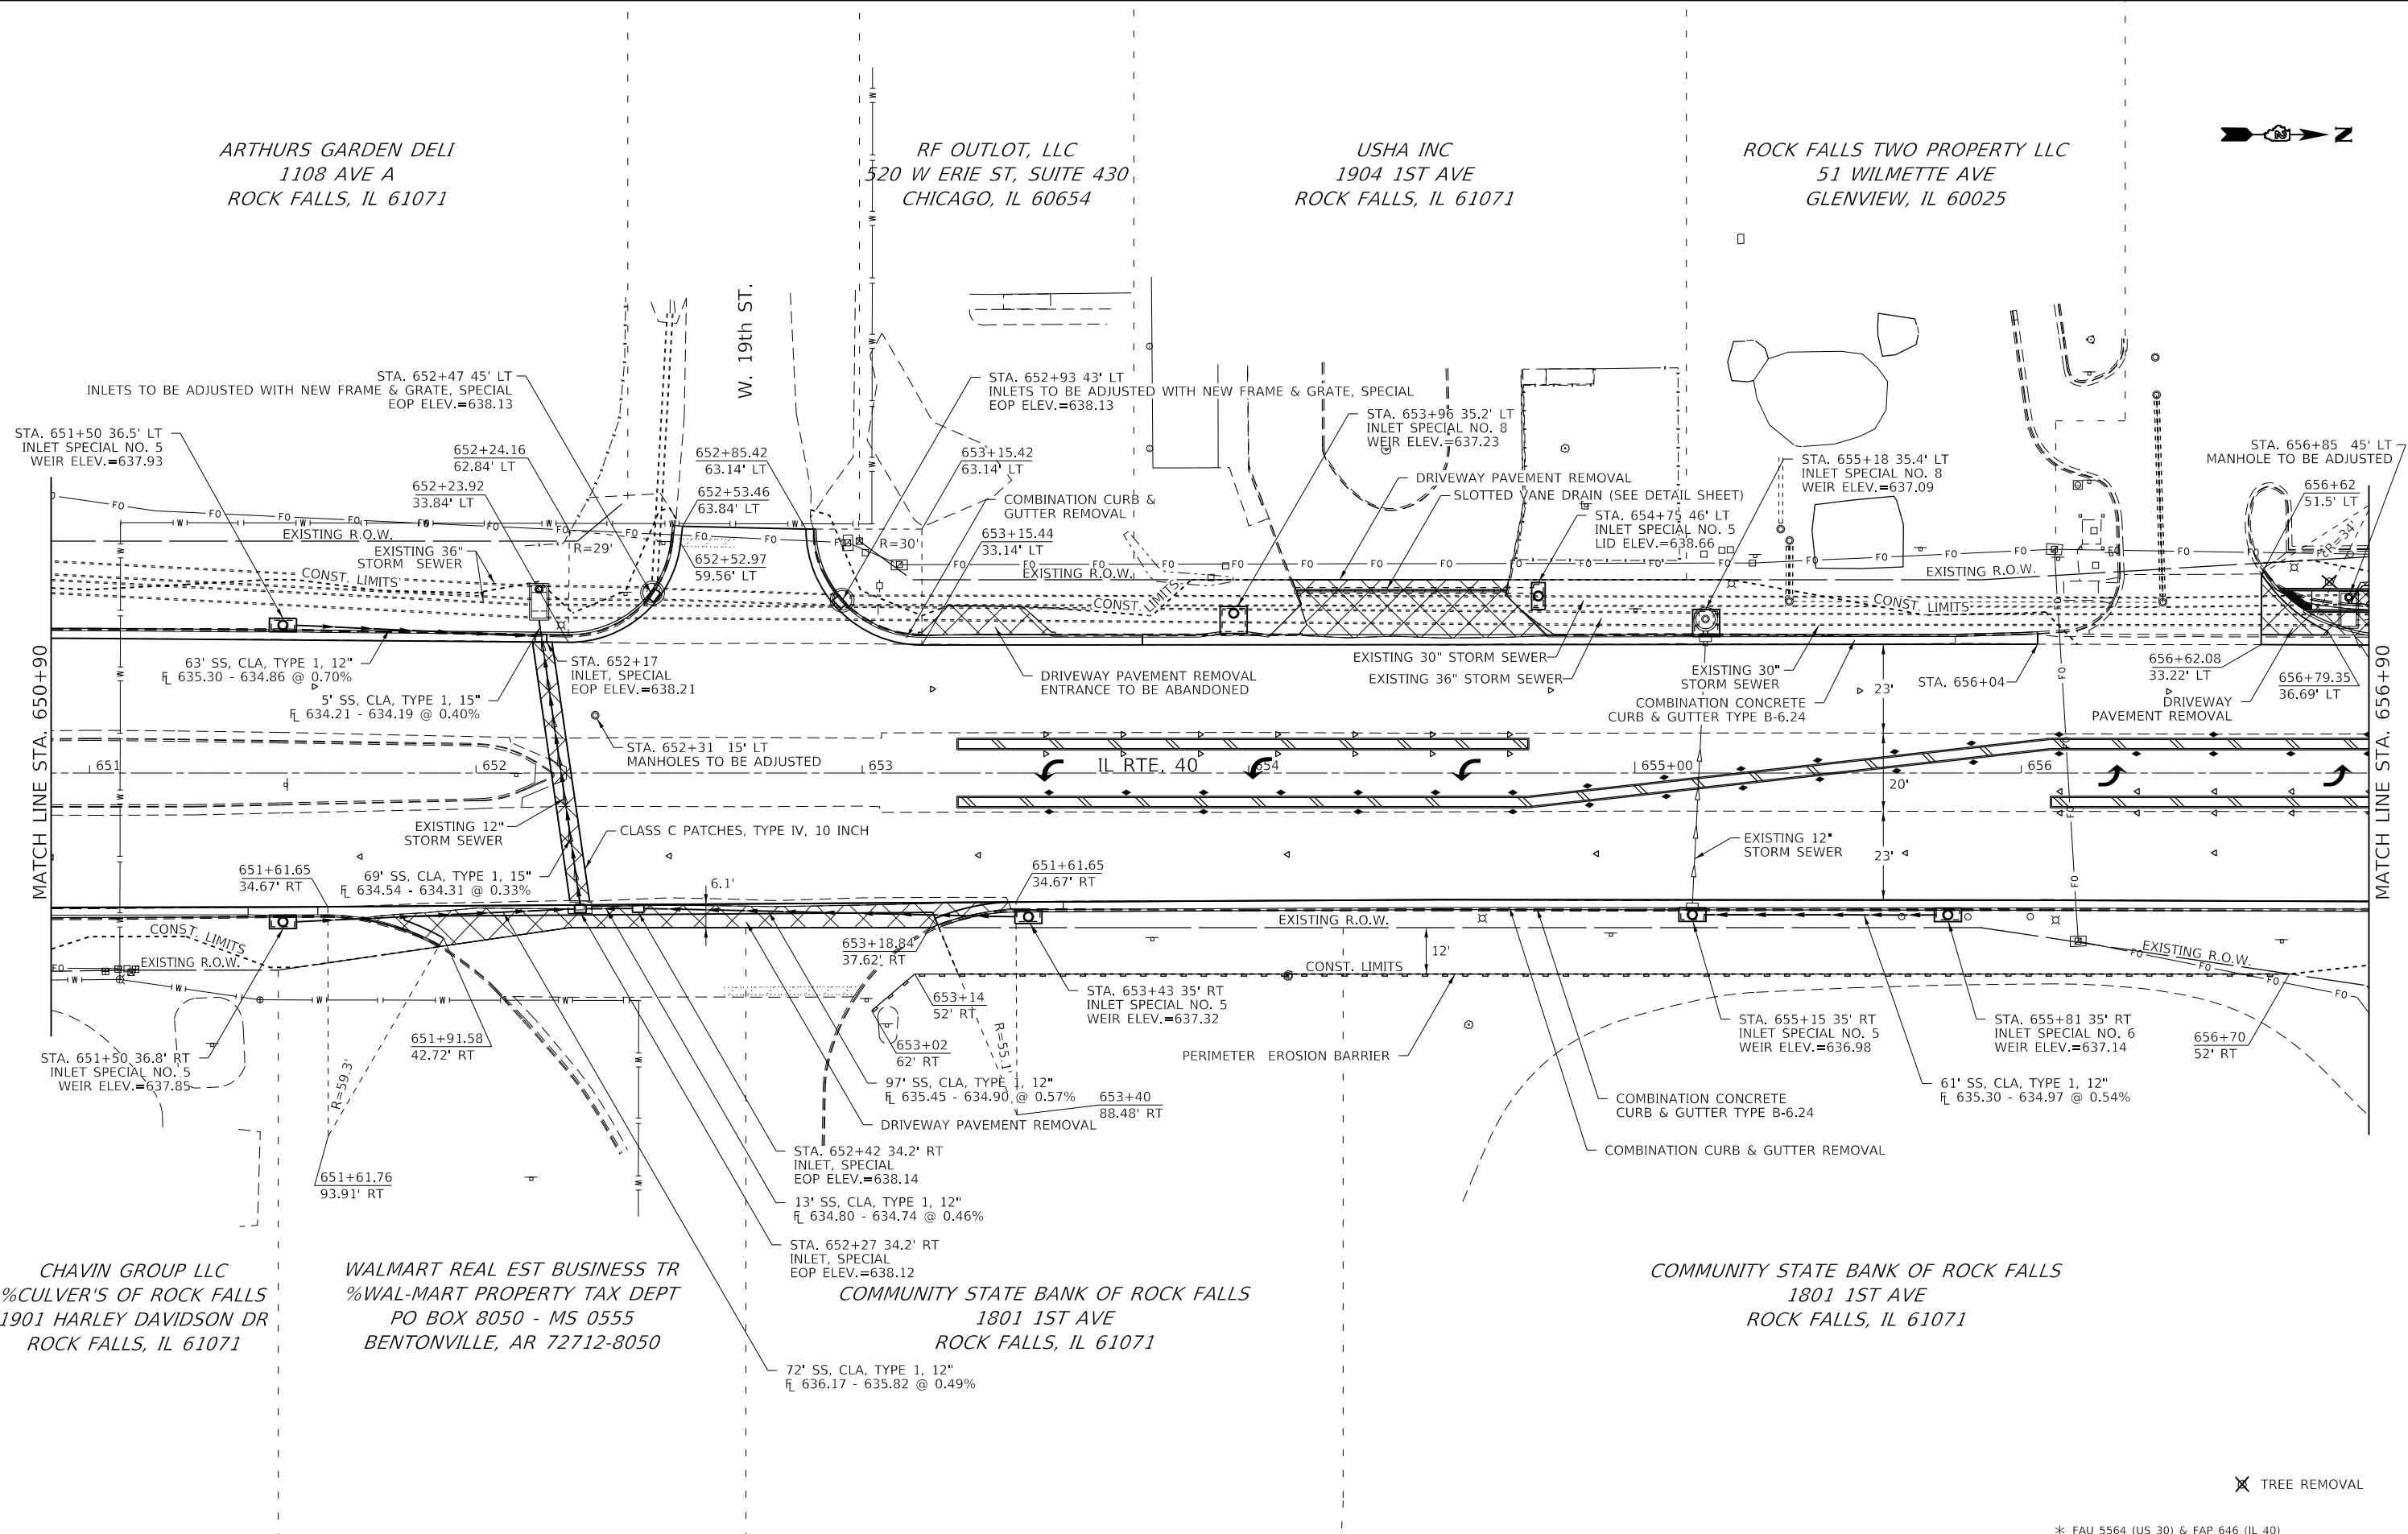 ARTHURS GARDEN DELI
1108 AVE A
ROCK FALLS, IL 61071
RF OUTLOT, LLC
520 W ERIE ST, SUITE 430
CHICAGO, IL 60654
USHA INC
1904 1ST AVE
ROCK FALLS, IL 61071
ROCK FALLS TWO PROPERTY LLC
51 WILMETTE AVE
GLENVIEW, IL 60025
N
W. 19th ST.
STA. 652+47 45' LT
INLETS TO BE ADJUSTED WITH NEW FRAME & GRATE, SPECIAL
EOP ELEV.=638.13
STA. 652+93 43' LT
INLETS TO BE ADJUSTED WITH NEW FRAME & GRATE, SPECIAL
EOP ELEV.=638.13
STA. 651+50 36.5' LT
INLET SPECIAL NO. 5
WEIR ELEV.=637.93
652+24.16
62.84' LT
652+23.92
33.84' LT
652+85.42
63.14' LT
652+53.46
63.84' LT
652+52.97
59.56' LT
653+15.42
63.14' LT
COMBINATION CURB &
GUTTER REMOVAL
653+15.44
33.14' LT
STA. 653+96 35.2' LT
INLET SPECIAL NO. 8
WEIR ELEV.=637.23
DRIVEWAY PAVEMENT REMOVAL
SLOTTED VANE DRAIN (SEE DETAIL SHEET)
STA. 654+75 46' LT
INLET SPECIAL NO. 5
LID ELEV.=638.66
STA. 655+18 35.4' LT
INLET SPECIAL NO. 8
WEIR ELEV.=637.09
STA. 656+85 45' LT
MANHOLE TO BE ADJUSTED
656+62
51.5' LT
R=34'
EXISTING R.O.W.
EXISTING 36"
STORM SEWER
CONST. LIMITS
R=29'
R=30'
EXISTING R.O.W.
CONST. LIMITS
EXISTING R.O.W.
CONST. LIMITS
MATCH LINE STA. 650+90
63' SS, CLA, TYPE 1, 12"
FL 635.30 - 634.86 @ 0.70%
5' SS, CLA, TYPE 1, 15"
FL 634.21 - 634.19 @ 0.40%
STA. 652+17
INLET, SPECIAL
EOP ELEV.=638.21
STA. 652+31 15' LT
MANHOLES TO BE ADJUSTED
DRIVEWAY PAVEMENT REMOVAL
ENTRANCE TO BE ABANDONED
EXISTING 30" STORM SEWER
EXISTING 36" STORM SEWER
EXISTING 30"
STORM SEWER
COMBINATION CONCRETE
CURB & GUTTER TYPE B-6.24
23'
STA. 656+04
656+62.08
33.22' LT
656+79.35
36.69' LT
DRIVEWAY
PAVEMENT REMOVAL
MATCH LINE STA. 656+90
651
652
653
IL RTE. 40
654
655+00
656
20'
EXISTING 12"
STORM SEWER
CLASS C PATCHES, TYPE IV, 10 INCH
EXISTING 12"
STORM SEWER
23'
651+61.65
34.67' RT
69' SS, CLA, TYPE 1, 15"
FL 634.54 - 634.31 @ 0.33%
6.1'
651+61.65
34.67' RT
CONST. LIMITS
EXISTING R.O.W.
653+18.84
37.62' RT
EXISTING R.O.W.
12'
CONST. LIMITS
EXISTING R.O.W.
STA. 651+50 36.8' RT
INLET SPECIAL NO. 5
WEIR ELEV.=637.85
R=59.3'
651+91.58
42.72' RT
651+61.76
93.91' RT
653+14
52' RT
653+02
62' RT
R=55.1'
653+40
88.48' RT
STA. 653+43 35' RT
INLET SPECIAL NO. 5
WEIR ELEV.=637.32
PERIMETER EROSION BARRIER
STA. 655+15 35' RT
INLET SPECIAL NO. 5
WEIR ELEV.=636.98
STA. 655+81 35' RT
INLET SPECIAL NO. 6
WEIR ELEV.=637.14
656+70
52' RT
97' SS, CLA, TYPE 1, 12"
FL 635.45 - 634.90 @ 0.57%
DRIVEWAY PAVEMENT REMOVAL
61' SS, CLA, TYPE 1, 12"
FL 635.30 - 634.97 @ 0.54%
COMBINATION CONCRETE
CURB & GUTTER TYPE B-6.24
COMBINATION CURB & GUTTER REMOVAL
STA. 652+42 34.2' RT
INLET, SPECIAL
EOP ELEV.=638.14
13' SS, CLA, TYPE 1, 12"
FL 634.80 - 634.74 @ 0.46%
STA. 652+27 34.2' RT
INLET, SPECIAL
EOP ELEV.=638.12
CHAVIN GROUP LLC
%CULVER'S OF ROCK FALLS
1901 HARLEY DAVIDSON DR
ROCK FALLS, IL 61071
WALMART REAL EST BUSINESS TR
%WAL-MART PROPERTY TAX DEPT
PO BOX 8050 - MS 0555
BENTONVILLE, AR 72712-8050
COMMUNITY STATE BANK OF ROCK FALLS
1801 1ST AVE
ROCK FALLS, IL 61071
COMMUNITY STATE BANK OF ROCK FALLS
1801 1ST AVE
ROCK FALLS, IL 61071
72' SS, CLA, TYPE 1, 12"
FL 636.17 - 635.82 @ 0.49%
TREE REMOVAL
* FAU 5564 (US 30) & FAP 646 (IL 40)